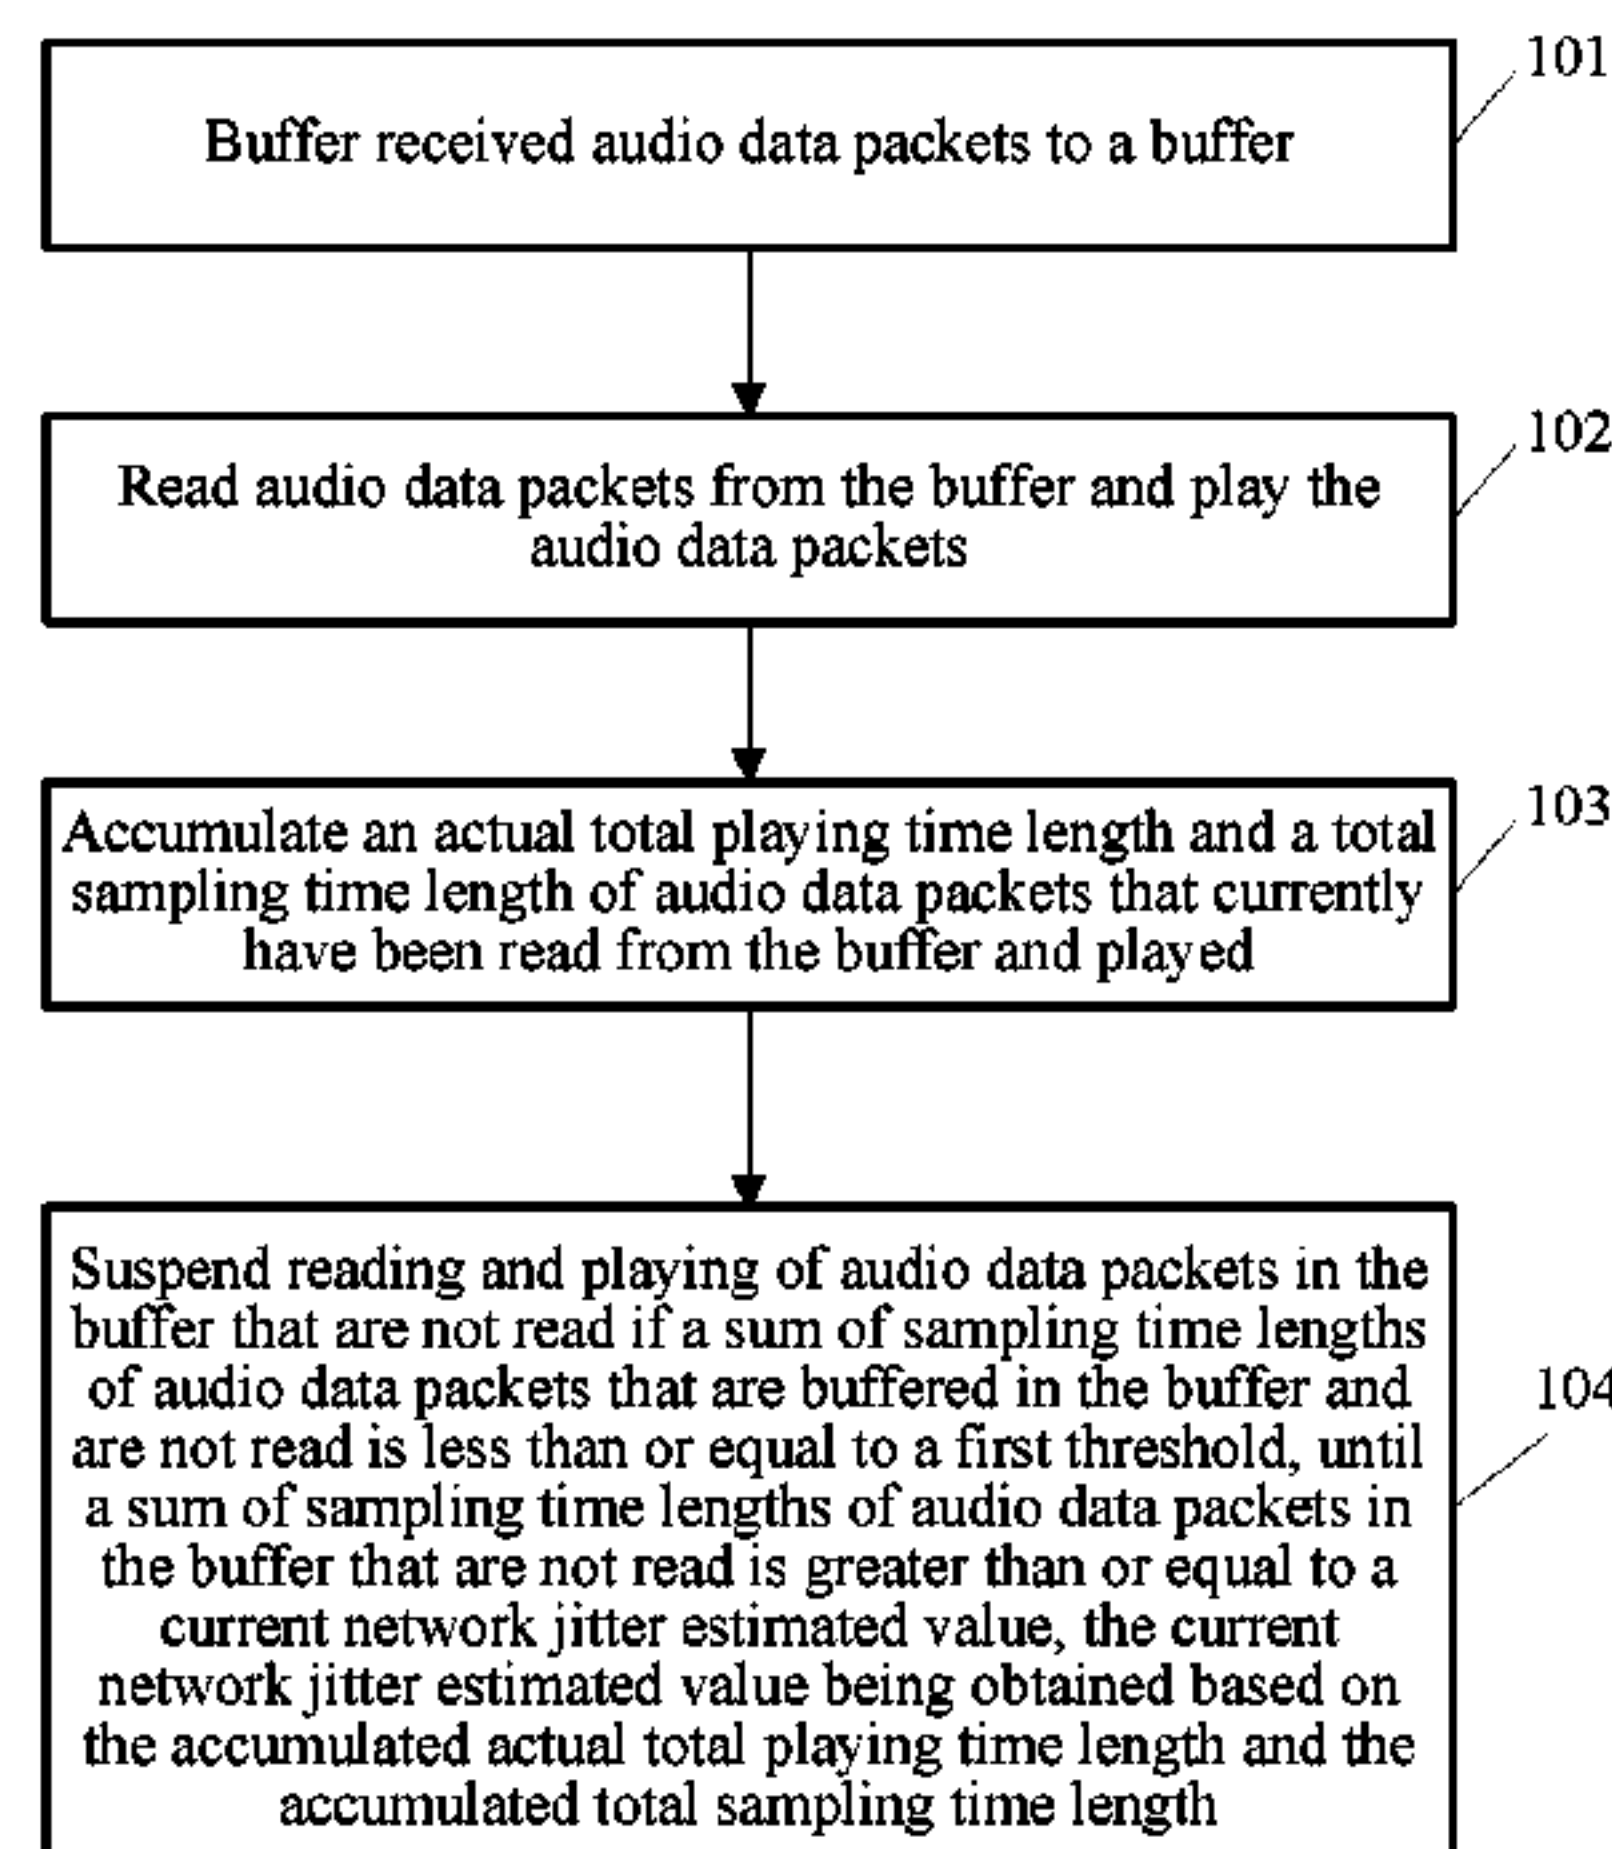 101
Buffer received audio data packets to a buffer
102
Read audio data packets from the buffer and play the
audio data packets
103
Accumulate an actual total playing time length and a total
sampling time length of audio data packets that currently
have been read from the buffer and played
Suspend reading and playing of audio data packets in the
buffer that are not read if a sum of sampling time lengths
of audio data packets that are buffered in the buffer and
104
are not read is less than or equal to a first threshold, until
a sum of sampling time lengths of audio data packets in
the buffer that are not read is greater than or equal to a
current network jitter estimated value, the current
network jitter estimated value being obtained based on
the accumulated actual total playing time length and the
accumulated total sampling time length